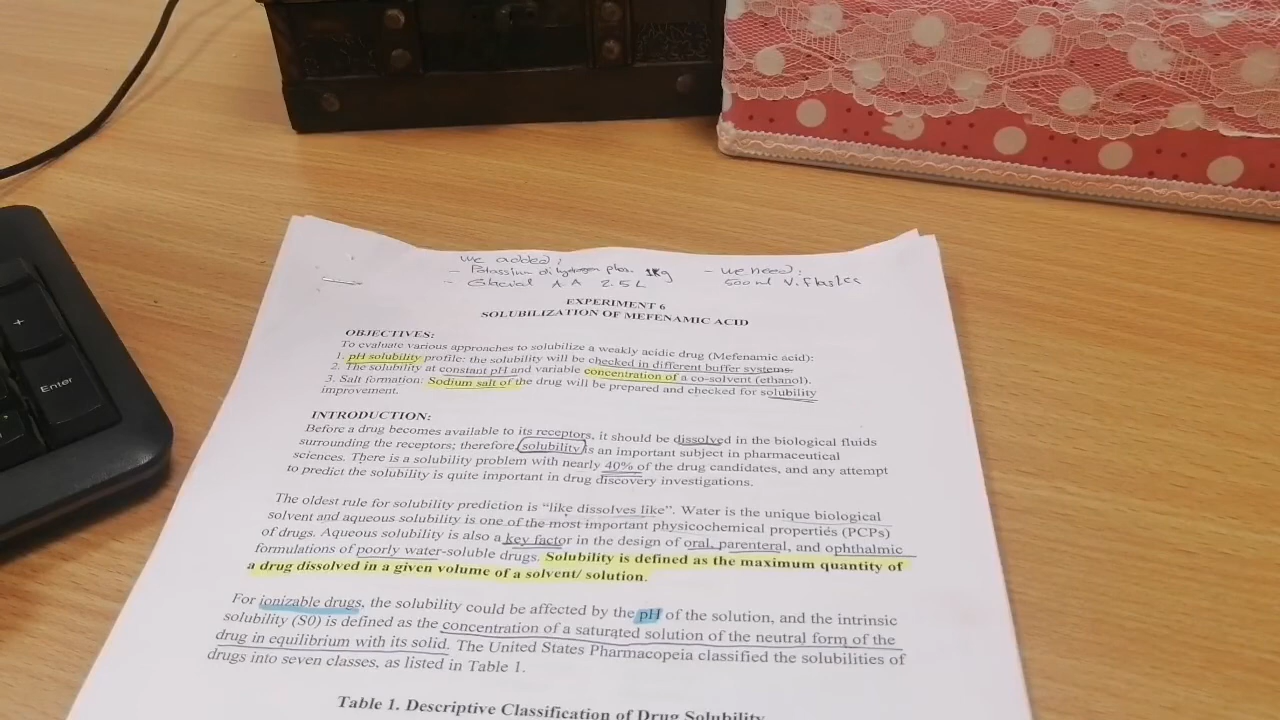 we added:
- Potassium dihydrogen phos. 1Kg
- we need:
- Glacial A A 2.5 L
500 ml V. flasks
EXPERIMENT 6
SOLUBILIZATION OF MEFENAMIC ACID
OBJECTIVES:
To evaluate various approaches to solubilize a weakly acidic drug (Mefenamic acid):
1. pH solubility profile: the solubility will be checked in different buffer systems.
2. The solubility at constant pH and variable concentration of a co-solvent (ethanol).
3. Salt formation: Sodium salt of the drug will be prepared and checked for solubility
improvement.
INTRODUCTION:
Before a drug becomes available to its receptors, it should be dissolved in the biological fluids
surrounding the receptors; therefore, solubility is an important subject in pharmaceutical
sciences. There is a solubility problem with nearly 40% of the drug candidates, and any attempt
to predict the solubility is quite important in drug discovery investigations.
The oldest rule for solubility prediction is “like dissolves like”. Water is the unique biological
solvent and aqueous solubility is one of the most important physicochemical properties (PCPs)
of drugs. Aqueous solubility is also a key factor in the design of oral, parenteral, and ophthalmic
formulations of poorly water-soluble drugs. Solubility is defined as the maximum quantity of
a drug dissolved in a given volume of a solvent/ solution.
For ionizable drugs, the solubility could be affected by the pH of the solution, and the intrinsic
solubility (S0) is defined as the concentration of a saturated solution of the neutral form of the
drug in equilibrium with its solid. The United States Pharmacopeia classified the solubilities of
drugs into seven classes, as listed in Table 1.
Table 1. Descriptive Classification of Drug Solubility
+
Enter